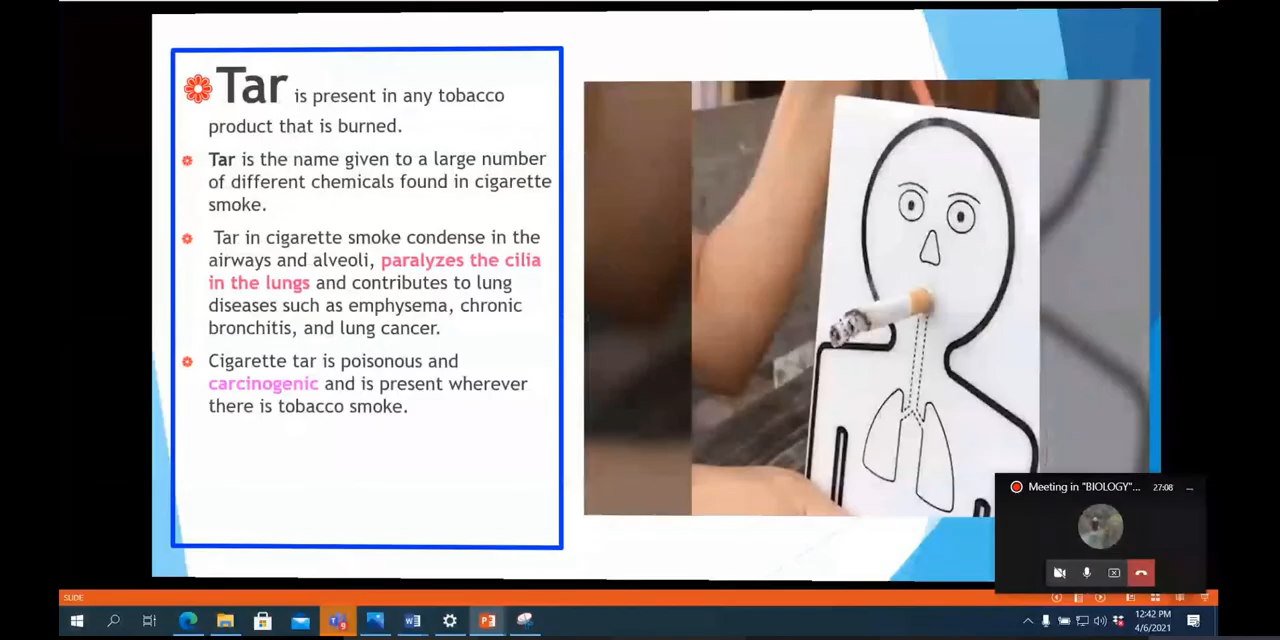 Tar is present in any tobacco
product that is burned.
Tar is the name given to a large number
of different chemicals found in cigarette
smoke.
Tar in cigarette smoke condense in the
airways and alveoli, paralyzes the cilia
in the lungs and contributes to lung
diseases such as emphysema, chronic
bronchitis, and lung cancer.
Cigarette tar is poisonous and
carcinogenic and is present wherever
there is tobacco smoke.
Meeting in "BIOLOGY"... 27:08
SLIDE
12:42 PM
4/6/2021